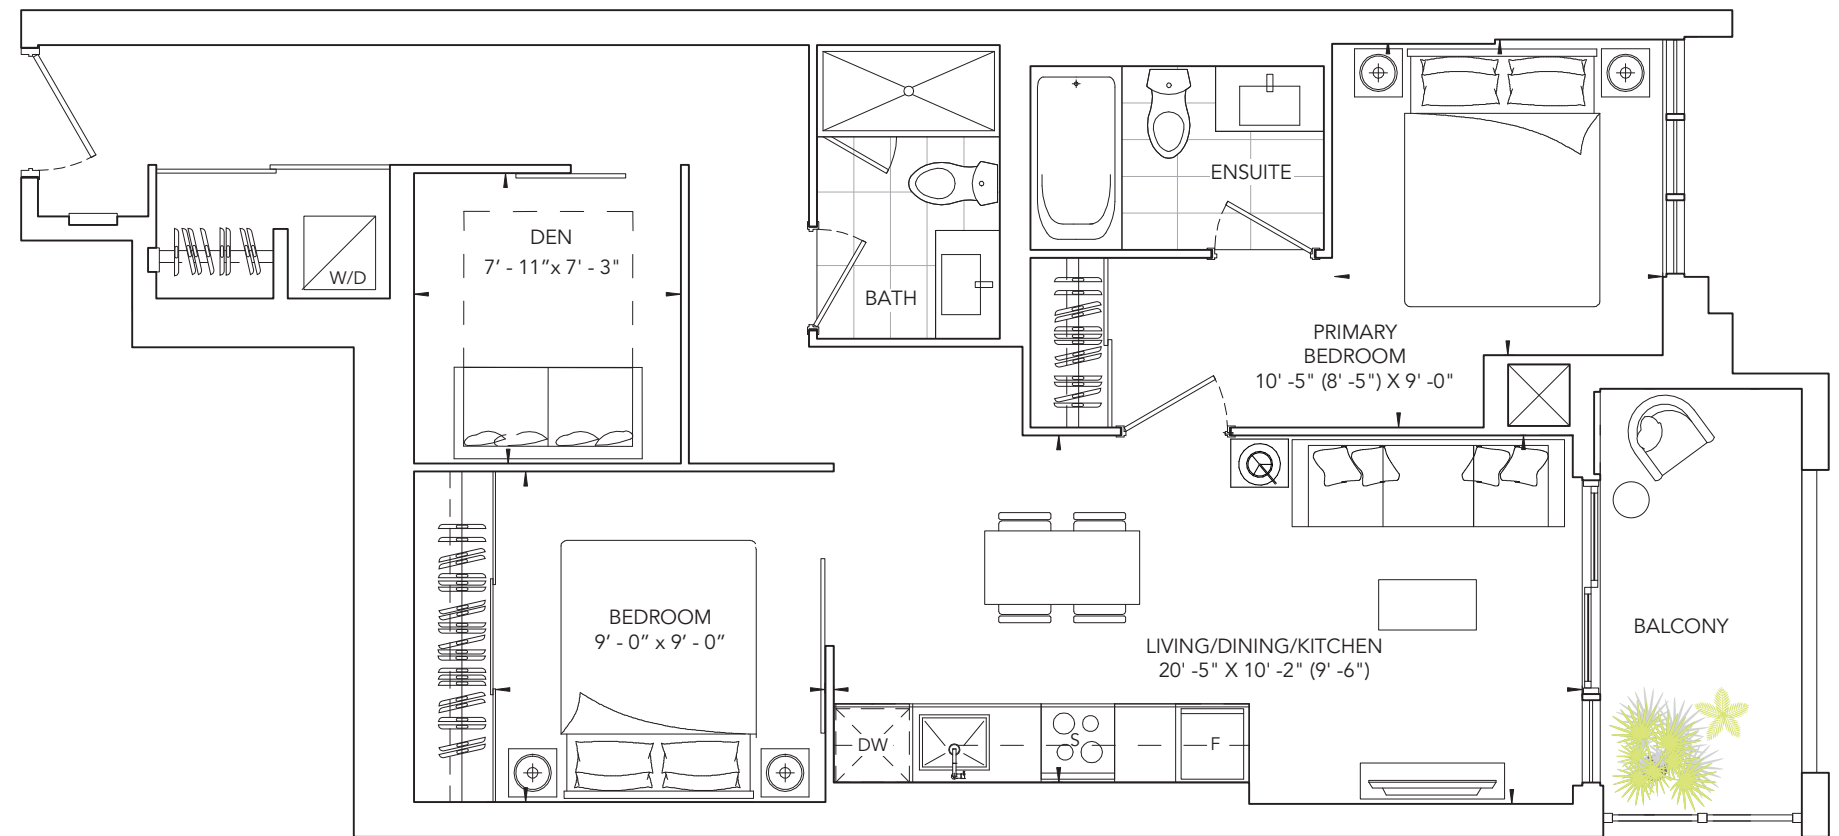 DEN
7’ - 11”x 7' - 3"
W/D
BATH
ENSUITE
PRIMARY
BEDROOM
10' -5" (8' -5") X 9' -0"
BEDROOM
9’ - 0” x 9’ - 0”
LIVING/DINING/KITCHEN
20' -5" X 10' -2" (9' -6")
BALCONY
DW
S
F